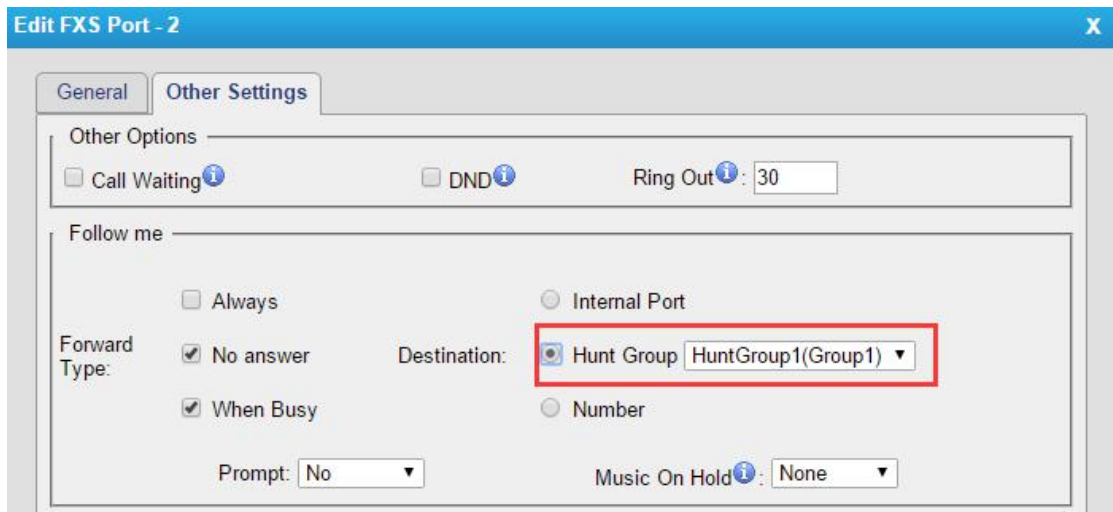 Edit FXS Port - 2 X
General Other Settings
Other Options
Call Waiting DND Ring Out : 30
Follow me
Always Internal Port
Forward Type: No answer Destination: Hunt Group HuntGroup1(Group1)
When Busy Number
Prompt: No Music On Hold : None